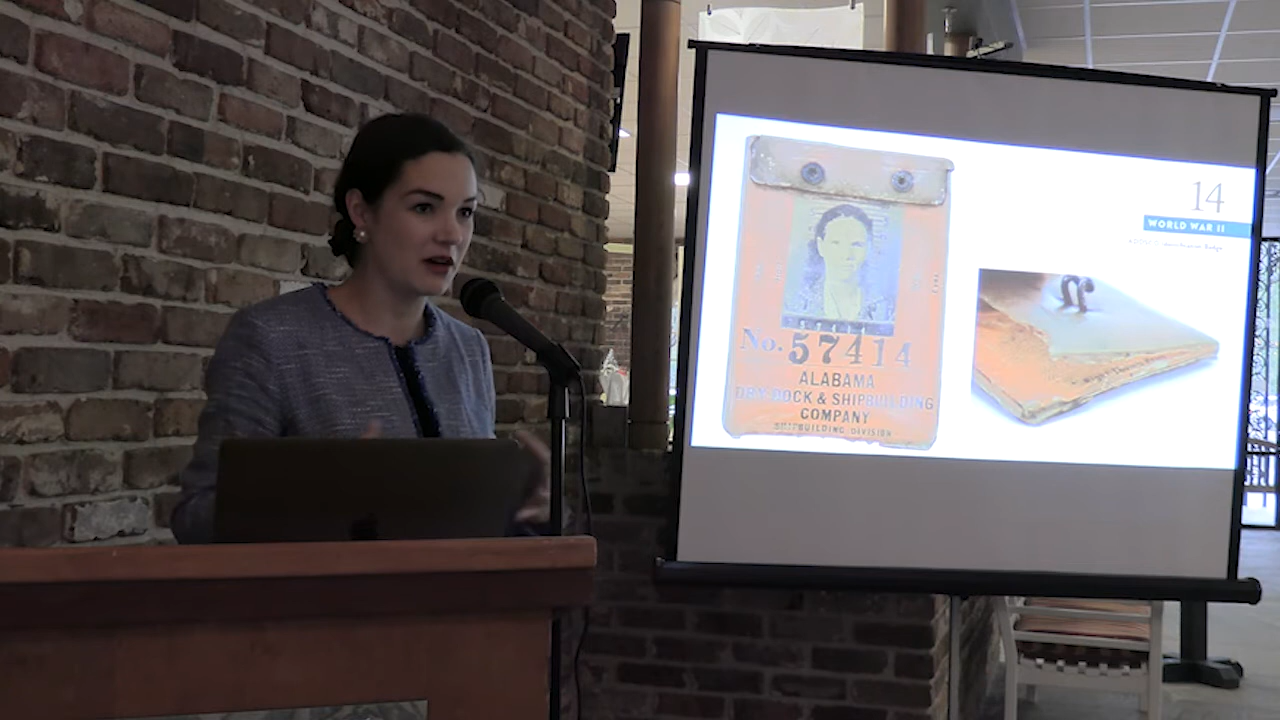 No. 57414
ALABAMA
DRY DOCK & SHIPBUILDING
COMPANY
SHIPBUILDING DIVISION
14
WORLD WAR II